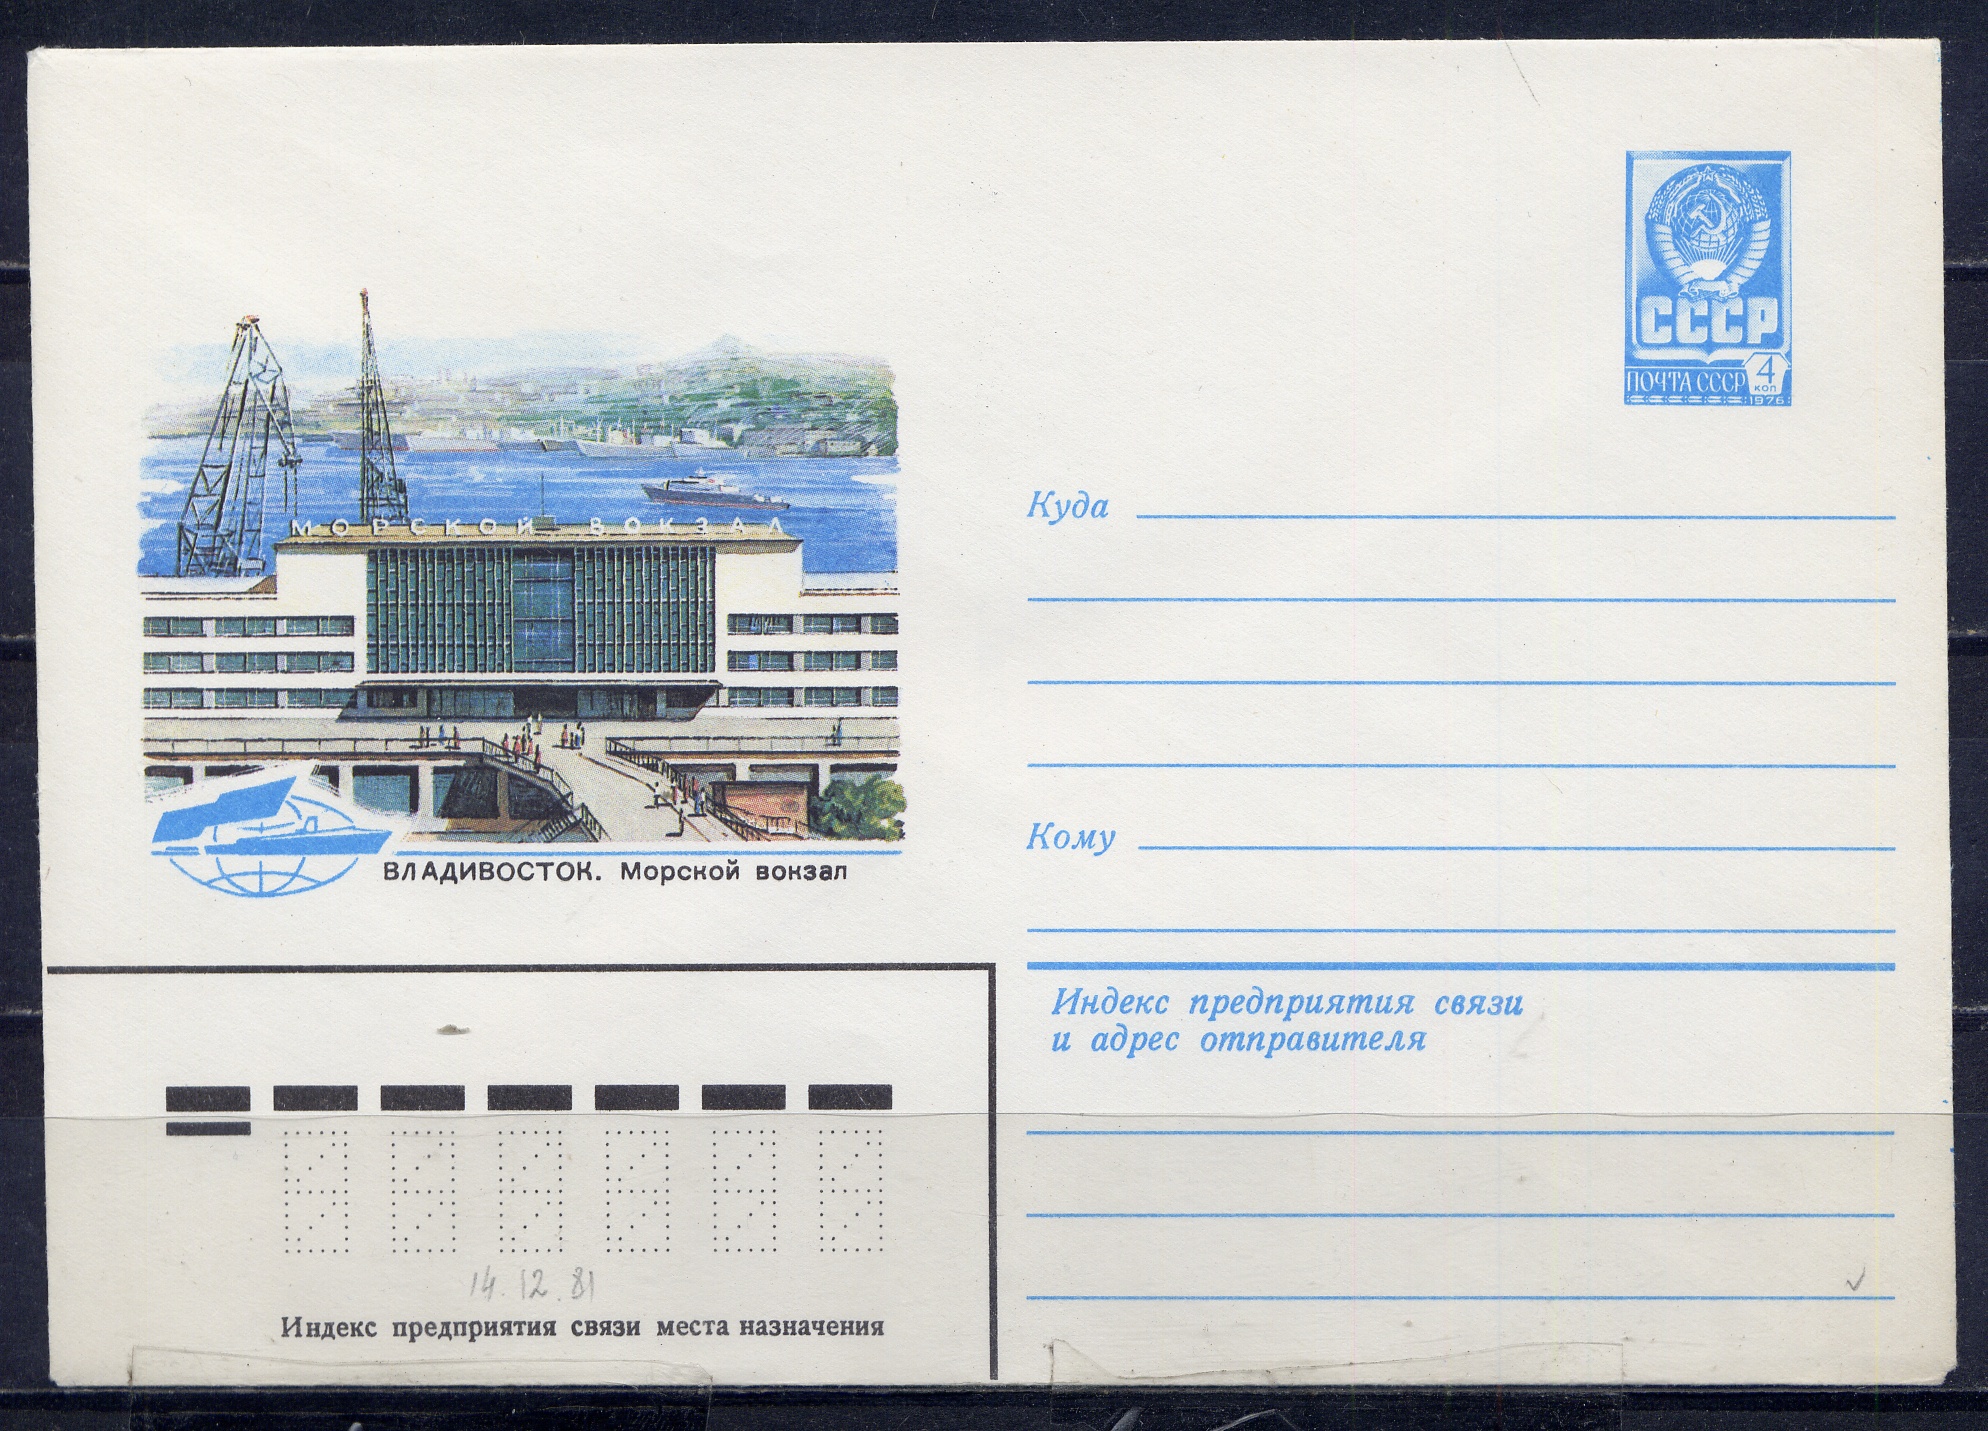 СССР
ПОЧТА СССР 4 КОП
1976
МОРСКОЙ ВОКЗАЛ
Куда
Кому
ВЛАДИВОСТОК. Морской вокзал
Индекс предприятия связи
и адрес отправителя
14.12.81
Индекс предприятия связи места назначения